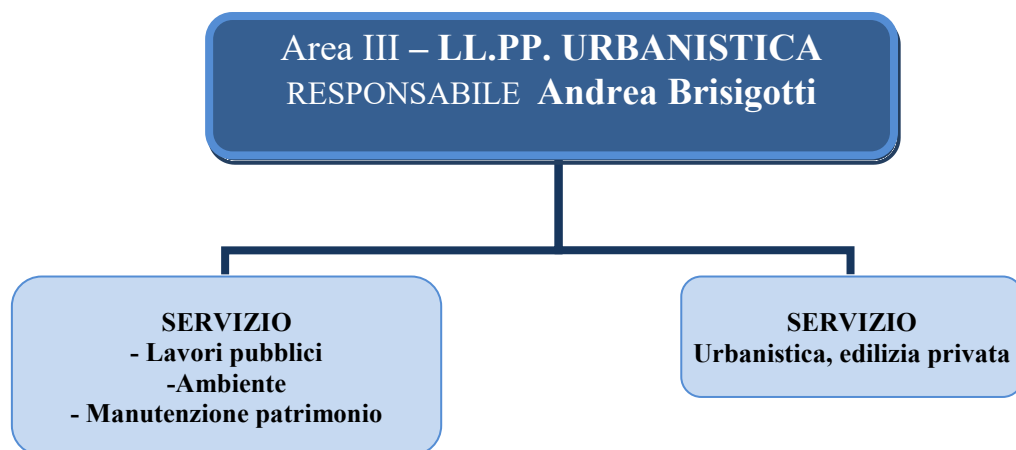 Area III – LL.PP. URBANISTICA
RESPONSABILE Andrea Brisigotti
SERVIZIO
- Lavori pubblici
-Ambiente
- Manutenzione patrimonio
SERVIZIO
Urbanistica, edilizia privata